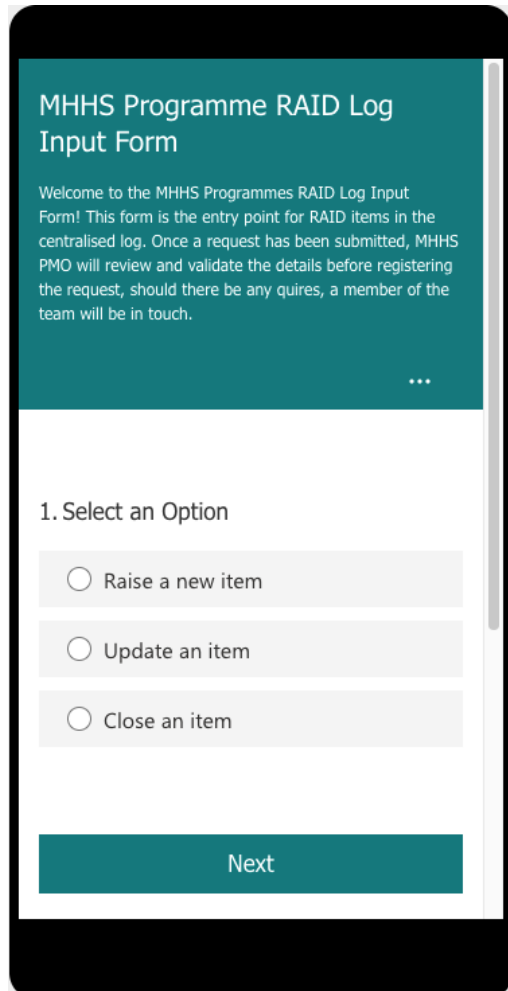 MHHS Programme RAID Log
Input Form
Welcome to the MHHS Programmes RAID Log Input
Form! This form is the entry point for RAID items in the
centralised log. Once a request has been submitted, MHHS
PMO will review and validate the details before registering
the request, should there be any quires, a member of the
team will be in touch.
...
1. Select an Option
Raise a new item
Update an item
Close an item
Next